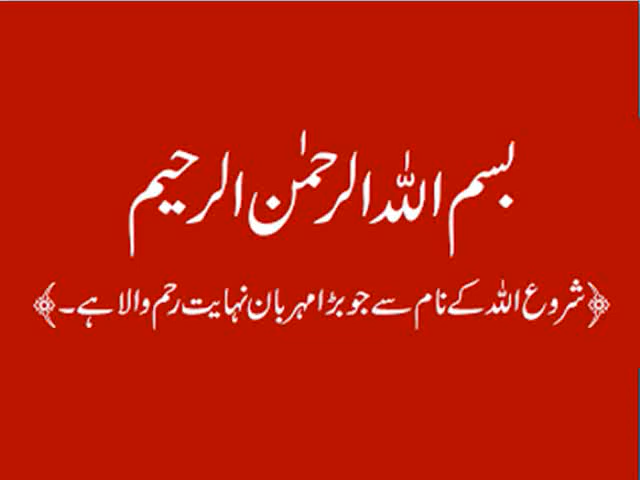 بسم اللہ الرحمٰن الرحیم
﴿شروع اللہ کے نام سے جو بڑا مہربان نہایت رحم والا ہے۔﴾